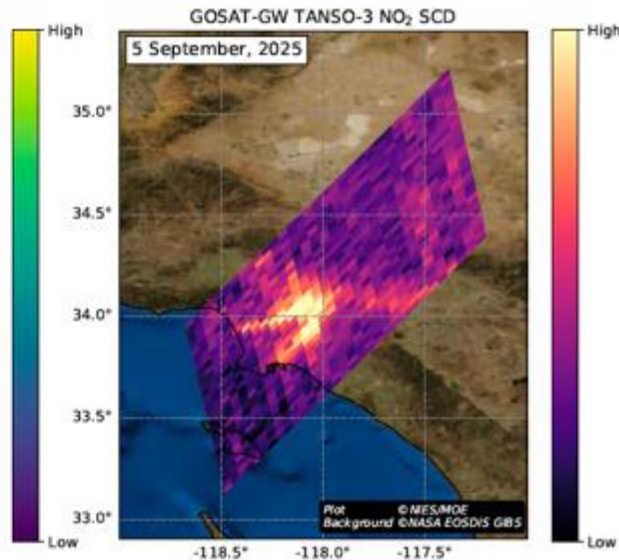 GOSAT-GW TANSO-3 NO₂ SCD
High
High
5 September, 2025
35.0°
34.5°
34.0°
33.5°
33.0°
Plot ©NIES/MOE
Background ©NASA EOSDIS GIBS
Low
Low
-118.5° -118.0° -117.5°